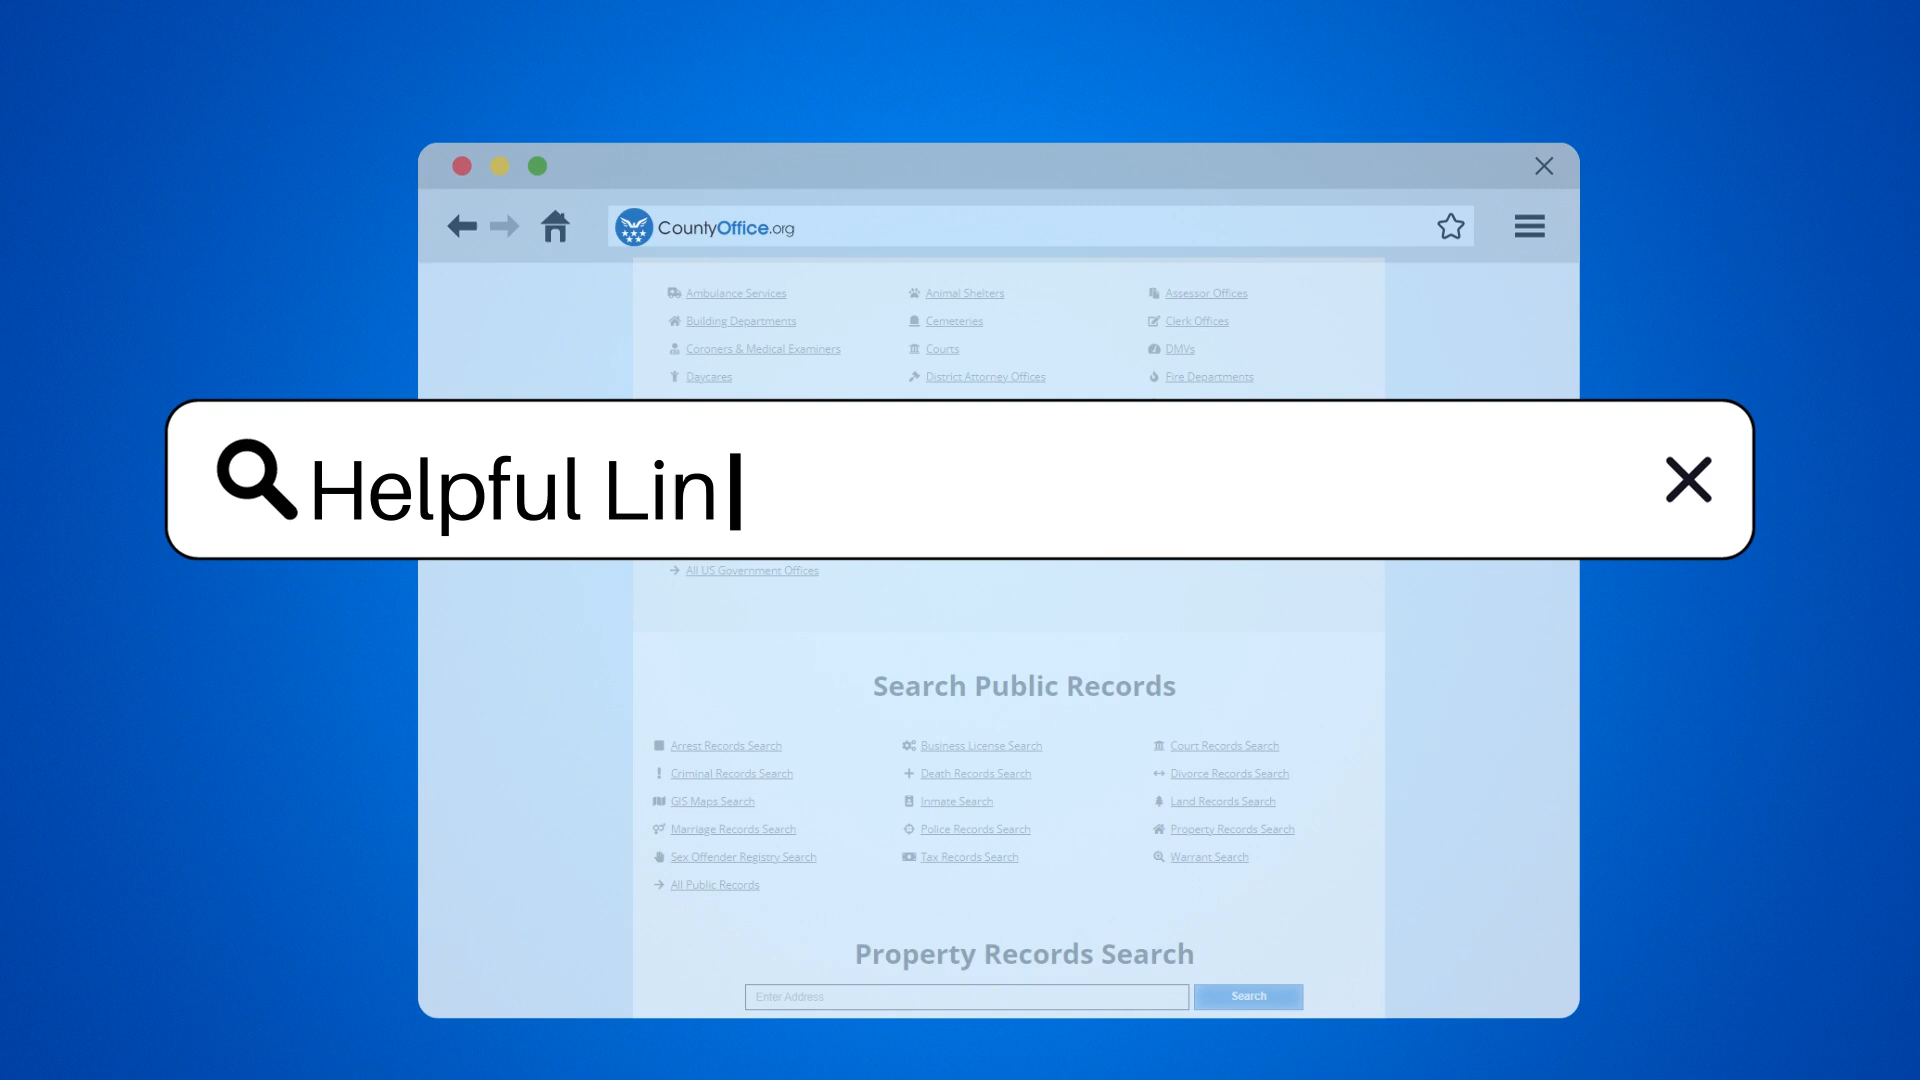 CountyOffice.org
Ambulance Services Animal Shelters Assessor Offices
Building Departments Cemeteries Clerk Offices
Coroners & Medical Examiners Courts DMVs
Daycares District Attorney Offices Fire Departments
Helpful Lin
All US Government Offices
Search Public Records
Arrest Records Search Business License Search Court Records Search
Criminal Records Search Death Records Search Divorce Records Search
GIS Maps Search Inmate Search Land Records Search
Marriage Records Search Police Records Search Property Records Search
Sex Offender Registry Search Tax Records Search Warrant Search
All Public Records
Property Records Search
Enter Address Search